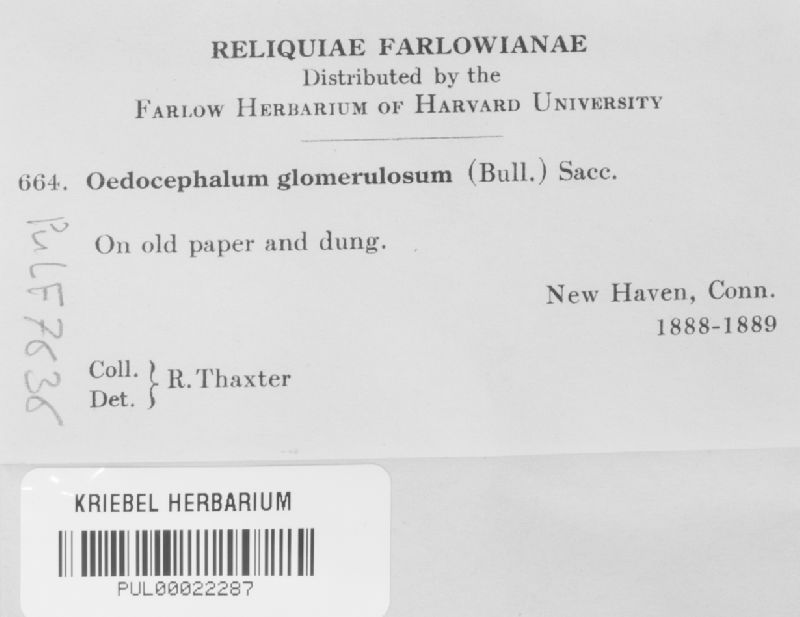 RELIQUIAE FARLOWIANAE
Distributed by the
FARLOW HERBARIUM OF HARVARD UNIVERSITY
664. Oedocephalum glomerulosum (Bull.) Sacc.
On old paper and dung.
New Haven, Conn.
1888-1889
Coll. } R. Thaxter
Det.
PUL F7636
KRIEBEL HERBARIUM
PUL00022287